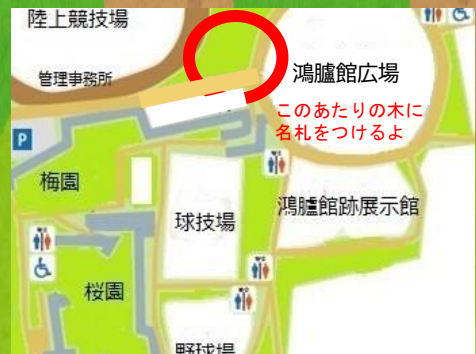 陸上競技場
管理事務所
鴻臚館広場
このあたりの木に
名札をつけるよ
P
梅園
球技場
鴻臚館跡展示館
桜園
野球場